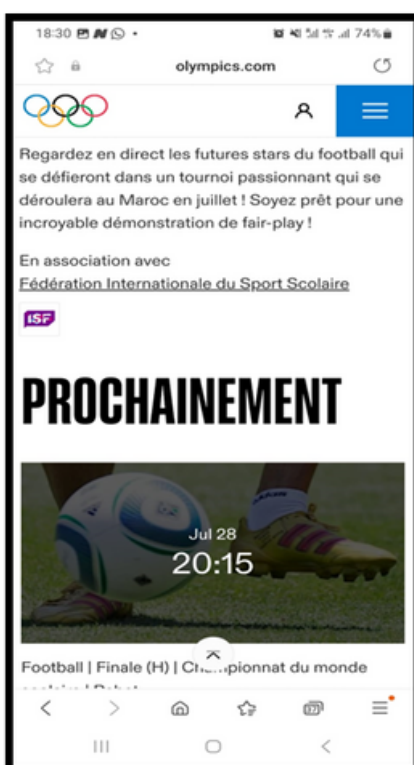 18:30
74%
olympics.com
Regardez en direct les futures stars du football qui
se défieront dans un tournoi passionnant qui se
déroulera au Maroc en juillet ! Soyez prêt pour une
incroyable démonstration de fair-play !
En association avec
Fédération Internationale du Sport Scolaire
ISF
PROCHAINEMENT
Jul 28
20:15
Football | Finale (H) | du monde